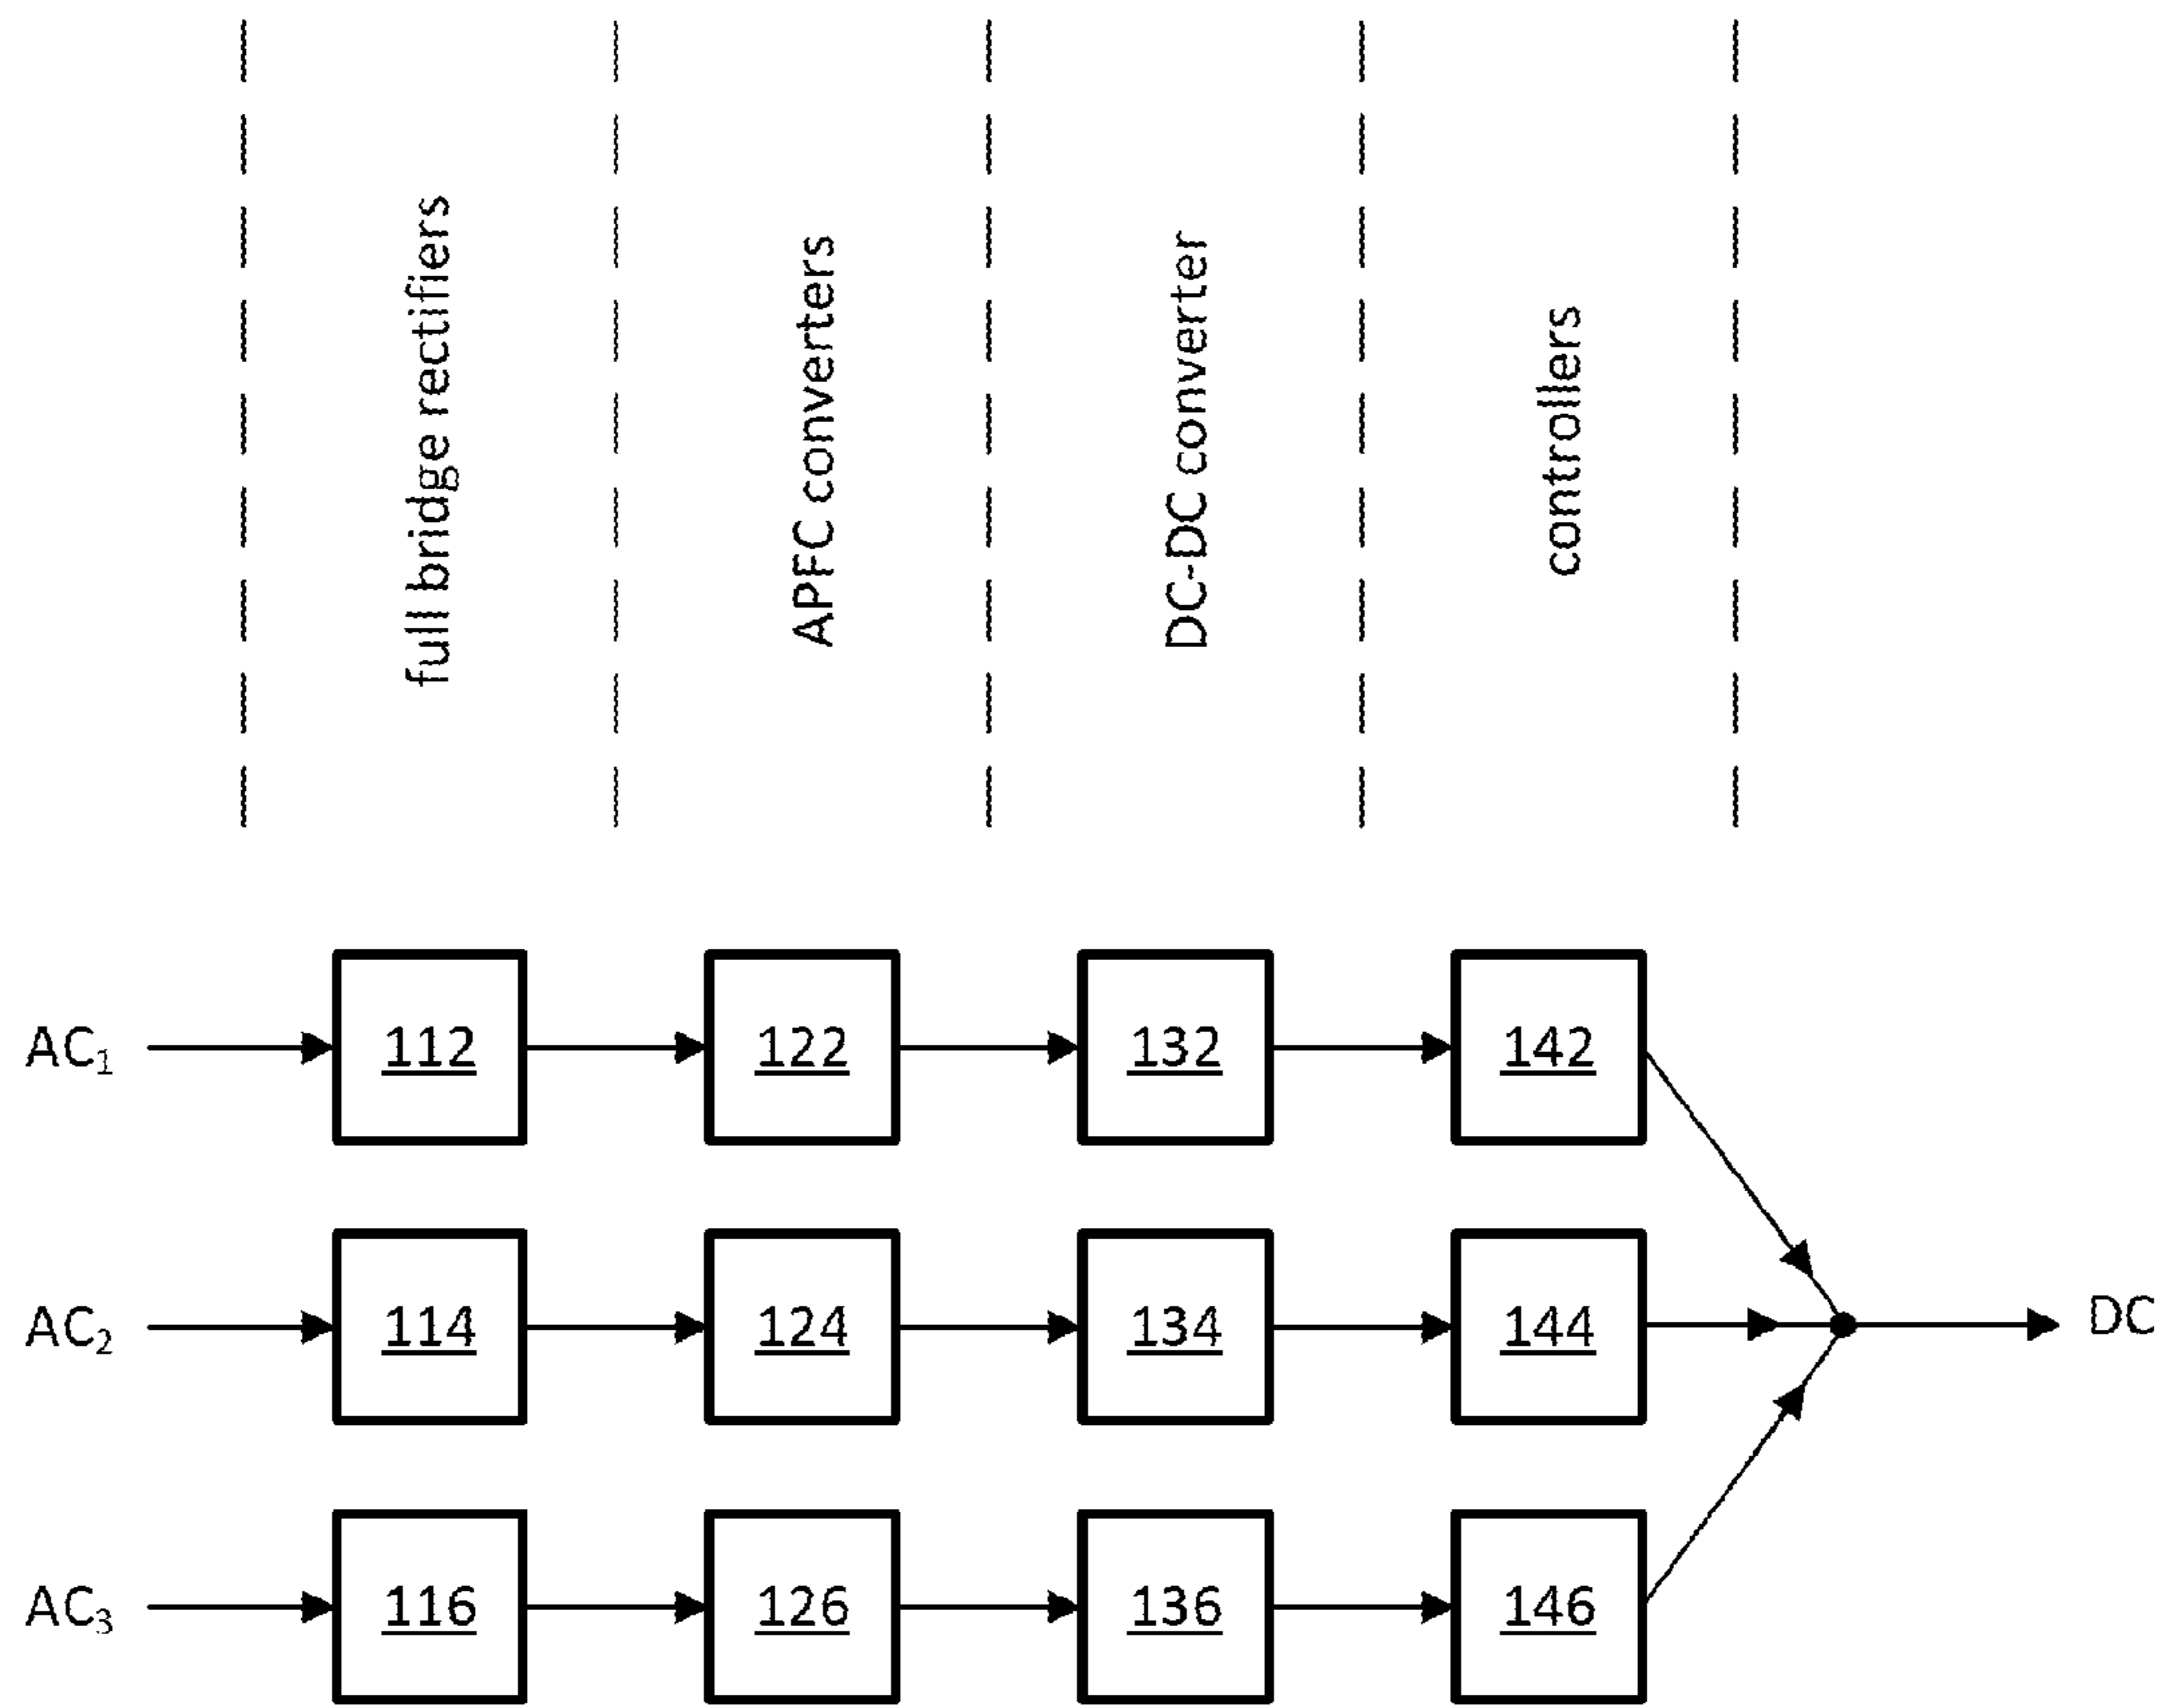 full bridge rectifiers
APFC converters
DC-DC converter
controllers
AC₁ 112 122 132 142
AC₂ 114 124 134 144 DC
AC₃ 116 126 136 146